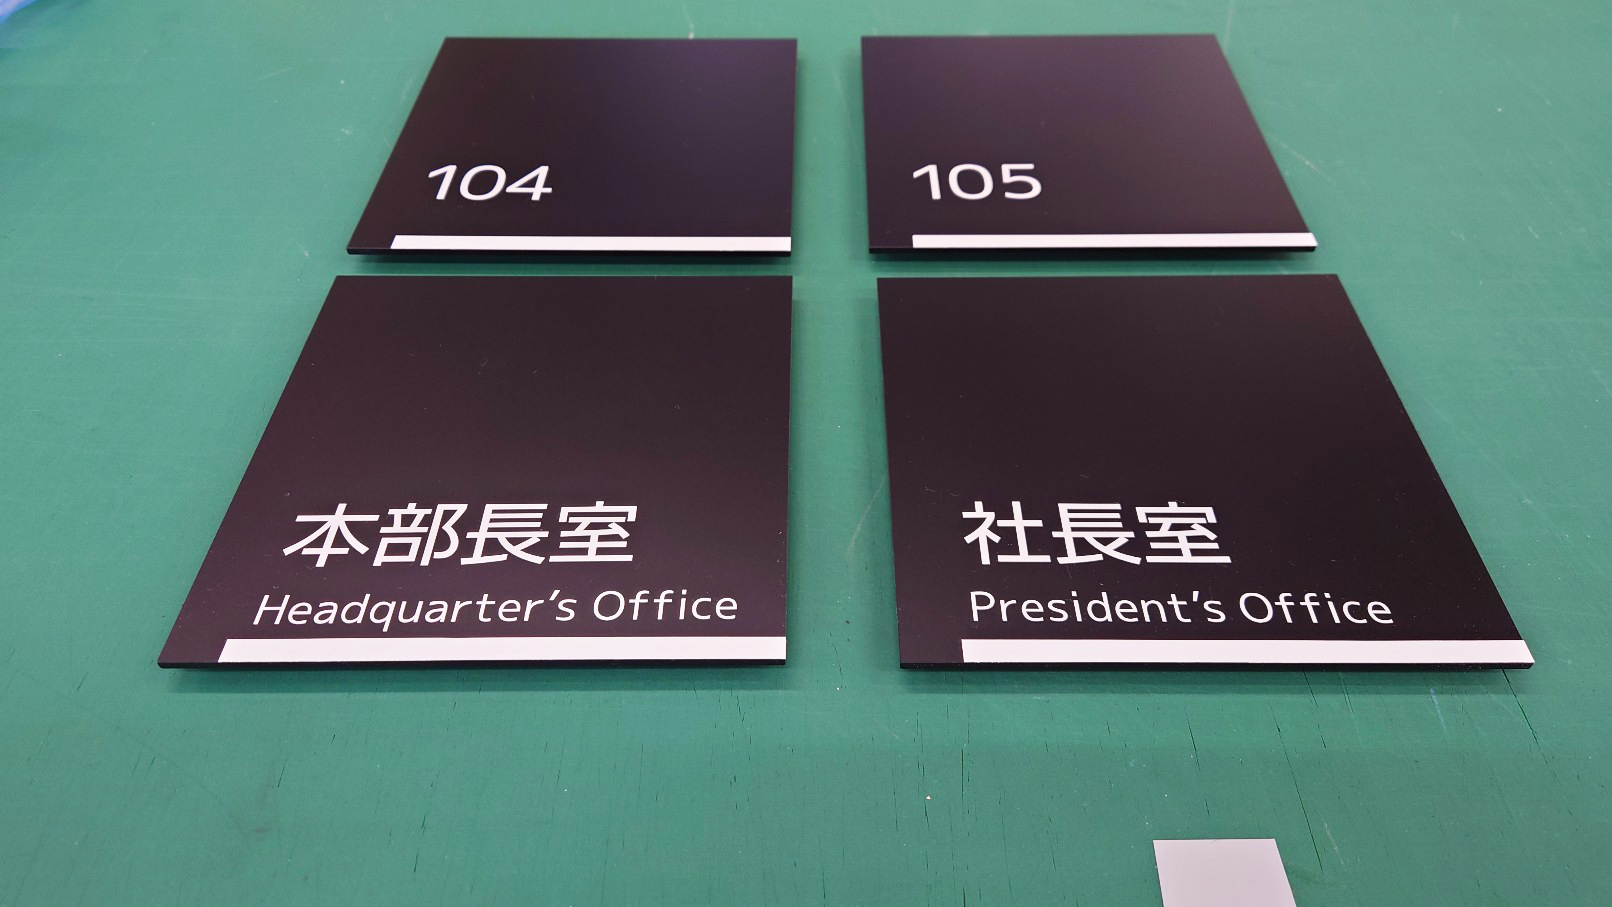 104
105
本部長室
Headquarter's Office
社長室
President's Office